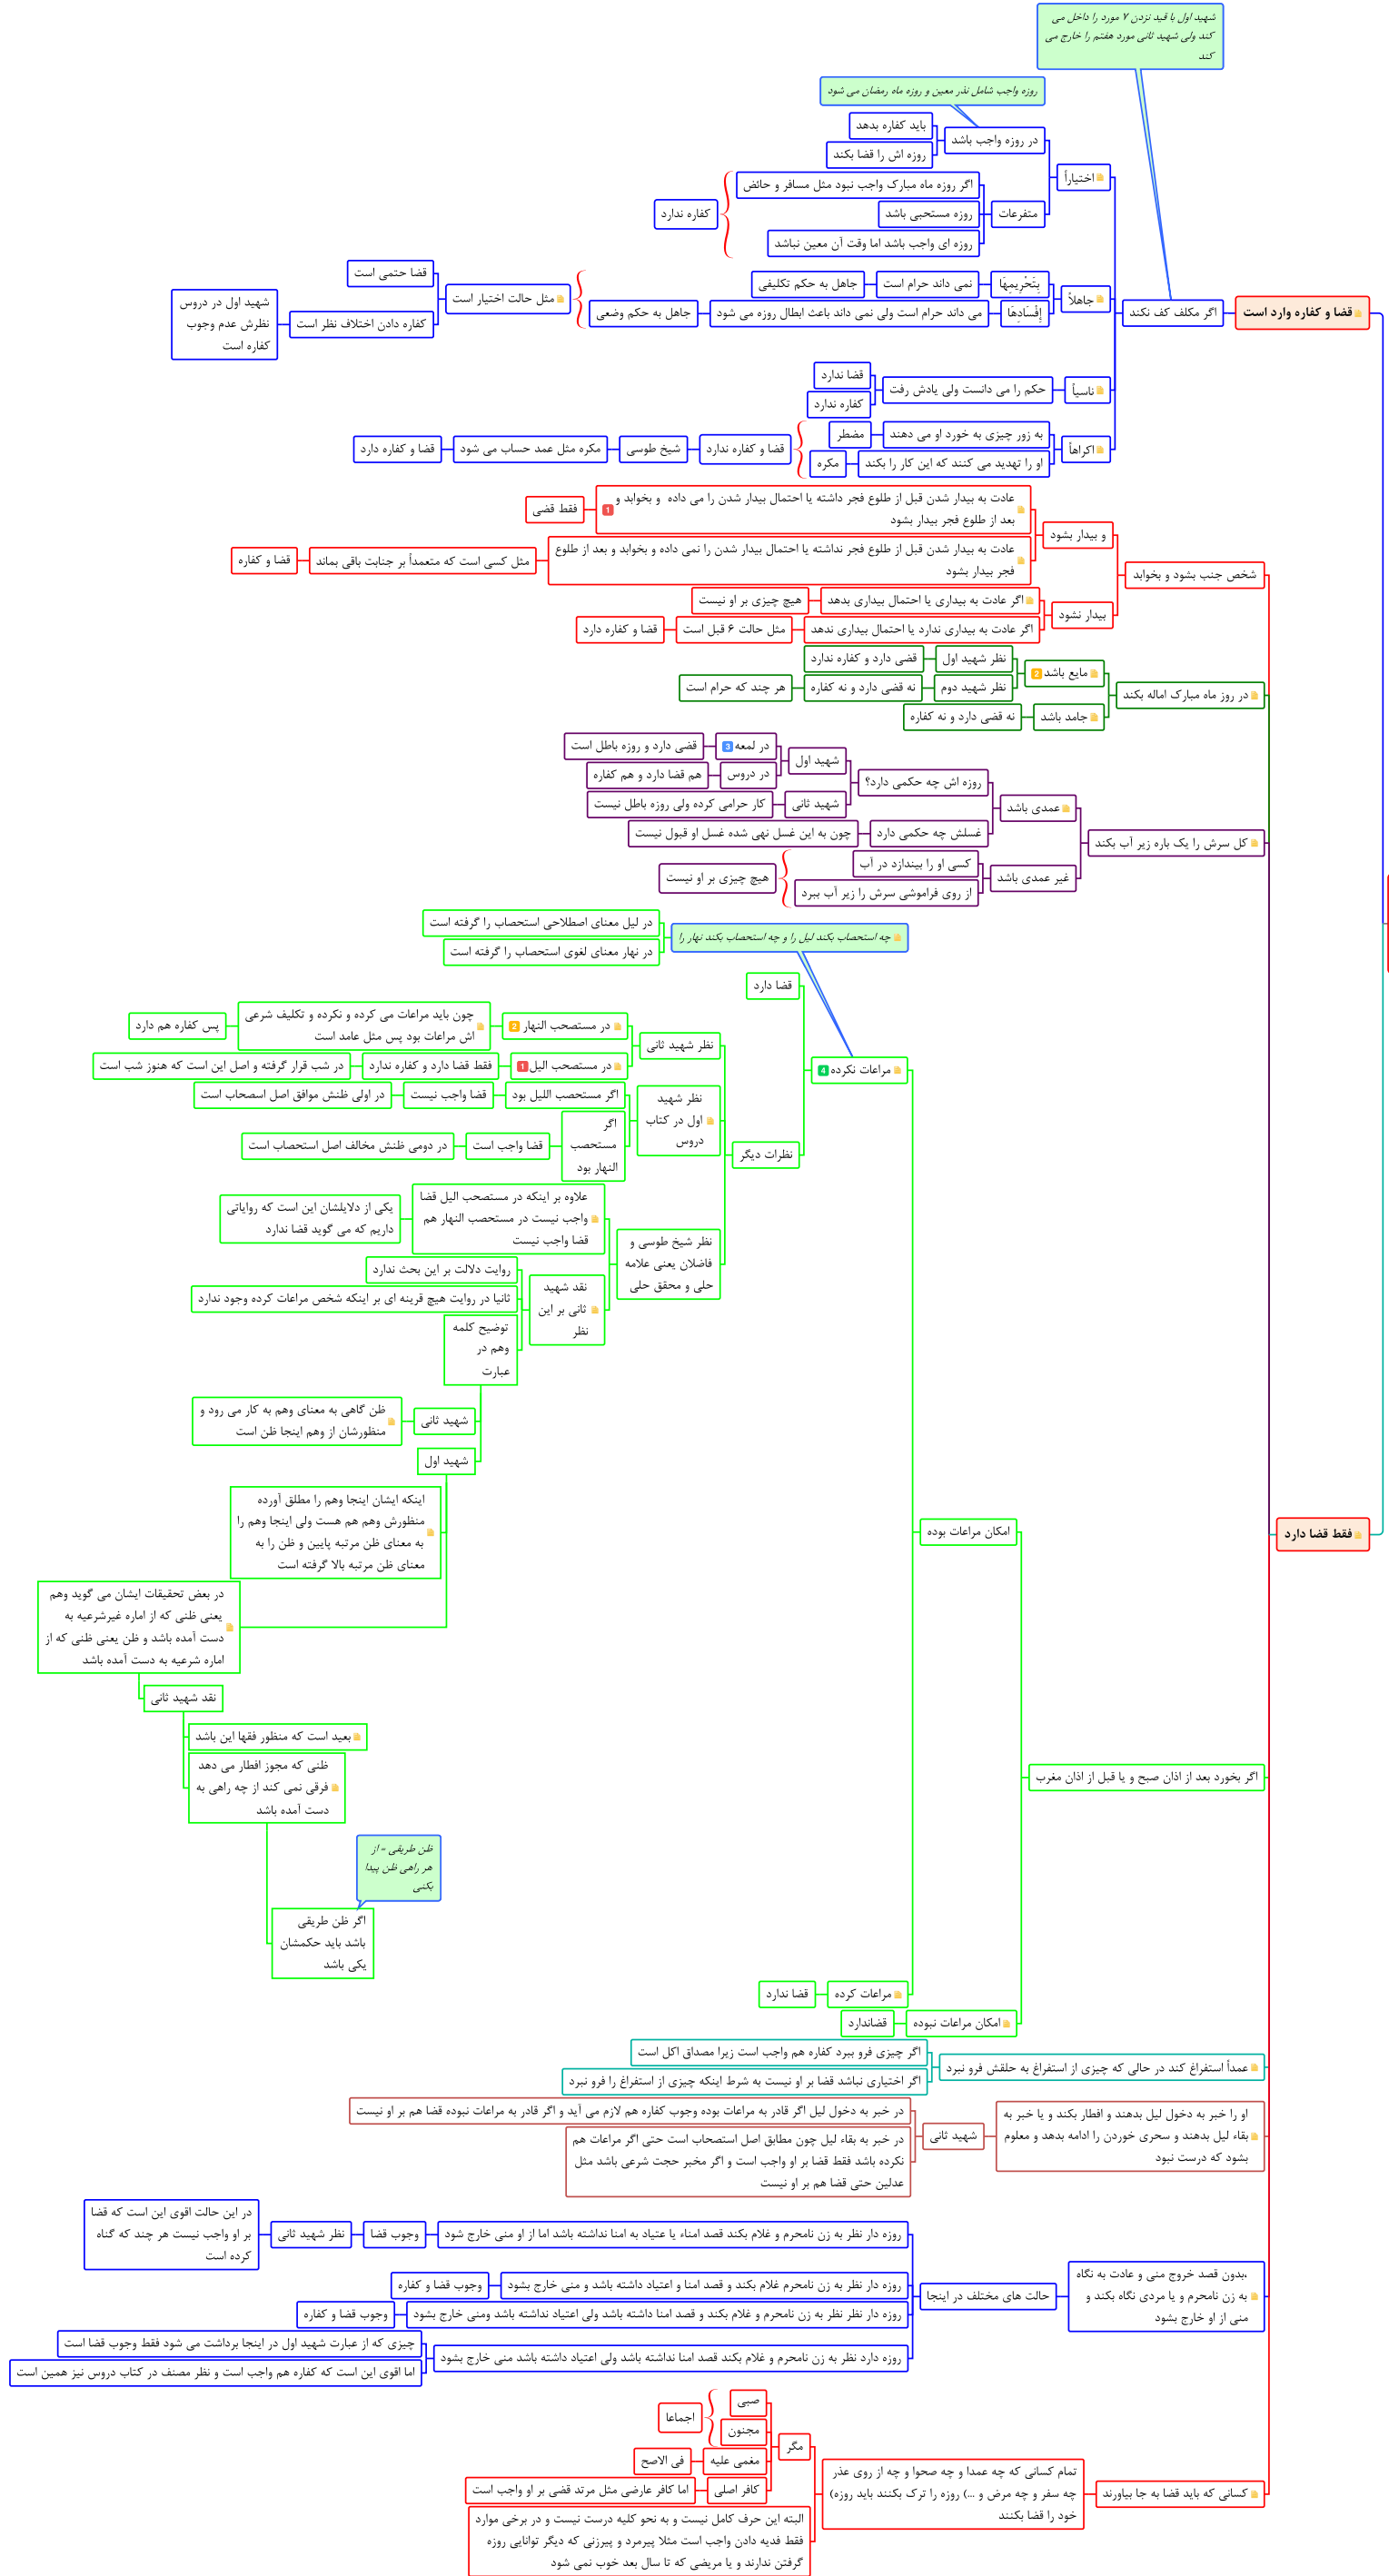 شهید اول با قید نزدن ۷ مورد را داخل می
کند ولی شهید ثانی مورد هفتم را خارج می
کند
روزه واجب شامل نذر معین و روزه ماه رمضان می شود
قضا و کفاره وارد است
اگر مکلف کف نکند
اختیاراً
در روزه واجب باشد
باید کفاره بدهد
روزه اش را قضا بکند
متفرعات
اگر روزه ماه مبارک واجب نبود مثل مسافر و حائض
روزه مستحبی باشد
روزه ای واجب باشد اما وقت آن معین نباشد
کفاره ندارد
جاهلاً
بِتَحْرِیمِهَا
نمی داند حرام است
جاهل به حکم تکلیفی
إِفْسَادِهَا
می داند حرام است ولی نمی داند باعث ابطال روزه می شود
جاهل به حکم وضعی
مثل حالت اختیار است
قضا حتمی است
کفاره دادن اختلاف نظر است
شهید اول در دروس
نظرش عدم وجوب
کفاره است
ناسیاً
حکم را می دانست ولی یادش رفت
قضا ندارد
کفاره ندارد
اکراهاً
به زور چیزی به خورد او می دهند
مضطر
او را تهدید می کنند که این کار را بکند
مکره
قضا و کفاره ندارد
شیخ طوسی
مکره مثل عمد حساب می شود
قضا و کفاره دارد
فقط قضا دارد
شخص جنب بشود و بخوابد
و بیدار بشود
عادت به بیدار شدن قبل از طلوع فجر داشته یا احتمال بیدار شدن را می داده و بخوابد و
بعد از طلوع فجر بیدار بشود
1
فقط قضی
عادت به بیدار شدن قبل از طلوع فجر نداشته یا احتمال بیدار شدن را نمی داده و بخوابد و بعد از طلوع
فجر بیدار بشود
مثل کسی است که متعمداً بر جنابت باقی بماند
قضا و کفاره
بیدار نشود
اگر عادت به بیداری یا احتمال بیداری بدهد
هیچ چیزی بر او نیست
اگر عادت به بیداری ندارد یا احتمال بیداری ندهد
مثل حالت ۶ قبل است
قضا و کفاره دارد
در روز ماه مبارک اماله بکند
مایع باشد
2
نظر شهید اول
قضی دارد و کفاره ندارد
نظر شهید دوم
نه قضی دارد و نه کفاره
هر چند که حرام است
جامد باشد
نه قضی دارد و نه کفاره
کل سرش را یک باره زیر آب بکند
عمدی باشد
روزه اش چه حکمی دارد؟
شهید اول
در لمعه
3
قضی دارد و روزه باطل است
در دروس
هم قضا دارد و هم کفاره
شهید ثانی
کار حرامی کرده ولی روزه باطل نیست
غسلش چه حکمی دارد
چون به این غسل نهی شده غسل او قبول نیست
غیر عمدی باشد
کسی او را بیندازد در آب
از روی فراموشی سرش را زیر آب ببرد
هیچ چیزی بر او نیست
چه استحصاب بکند لیل را و چه استحصاب بکند نهار را
در لیل معنای اصطلاحی استحصاب را گرفته است
در نهار معنای لغوی استحصاب را گرفته است
اگر بخورد بعد از اذان صبح و یا قبل از اذان مغرب
امکان مراعات بوده
مراعات نکرده
4
قضا دارد
نظرات دیگر
نظر شهید ثانی
در مستصحب النهار
2
چون باید مراعات می کرده و نکرده و تکلیف شرعی
اش مراعات بود پس مثل عامد است
پس کفاره هم دارد
در مستصحب الیل
1
فقط قضا دارد و کفاره ندارد
در شب قرار گرفته و اصل این است که هنوز شب است
نظر شهید
اول در کتاب
دروس
اگر مستحصب اللیل بود
قضا واجب نیست
در اولی ظنش موافق اصل اسصحاب است
اگر
مستحصب
النهار بود
قضا واجب است
در دومی ظنش مخالف اصل استحصاب است
نظر شیخ طوسی و
فاضلان یعنی علامه
حلی و محقق حلی
علاوه بر اینکه در مستصحب الیل قضا
واجب نیست در مستحصب النهار هم
قضا واجب نیست
یکی از دلایلشان این است که روایاتی
داریم که می گوید قضا ندارد
نقد شهید
ثانی بر این
نظر
روایت دلالت بر این بحث ندارد
ثانیا در روایت هیچ قرینه ای بر اینکه شخص مراعات کرده وجود ندارد
توضیح کلمه
وهم در
عبارت
شهید ثانی
ظن گاهی به معنای وهم به کار می رود و
منظورشان از وهم اینجا ظن است
شهید اول
اینکه ایشان اینجا وهم را مطلق آورده
منظورش وهم هم هست ولی اینجا وهم را
به معنای ظن مرتبه پایین و ظن را به
معنای ظن مرتبه بالا گرفته است
در بعض تحقیقات ایشان می گوید وهم
یعنی ظنی که از اماره غیرشرعیه به
دست آمده باشد و ظن یعنی ظنی که از
اماره شرعیه به دست آمده باشد
نقد شهید ثانی
بعید است که منظور فقها این باشد
ظنی که مجوز افطار می دهد
فرقی نمی کند از چه راهی به
دست آمده باشد
ظن طریقی = از
هر راهی ظن پیدا
بکنی
اگر ظن طریقی
باشد باید حکمشان
یکی باشد
مراعات کرده
قضا ندارد
امکان مراعات نبوده
قضاندارد
عمداً استفراغ کند در حالی که چیزی از استفراغ به حلقش فرو نبرد
اگر چیزی فرو ببرد کفاره هم واجب است زیرا مصداق اکل است
اگر اختیاری نباشد قضا بر او نیست به شرط اینکه چیزی از استفراغ را فرو نبرد
او را خبر به دخول لیل بدهند و افطار بکند و یا خبر به
بقاء لیل بدهند و سحری خوردن را ادامه بدهد و معلوم
بشود که درست نبود
شهید ثانی
در خبر به دخول لیل اگر قادر به مراعات بوده وجوب کفاره هم لازم می آید و اگر قادر به مراعات نبوده قضا هم بر او نیست
در خبر به بقاء لیل چون مطابق اصل استصحاب است حتی اگر مراعات هم
نکرده باشد فقط قضا بر او واجب است و اگر مخبر حجت شرعی باشد مثل
عدلین حتی قضا هم بر او نیست
،بدون قصد خروج منی و عادت به نگاه
به زن نامحرم و یا مردی نگاه بکند و
منی از او خارج بشود
حالت های مختلف در اینجا
روزه دار نظر به زن نامحرم و غلام بکند قصد امناء یا عتیاد به امنا نداشته باشد اما از او منی خارج شود
وجوب قضا
نظر شهید ثانی
در این حالت اقوی این است که قضا
بر او واجب نیست هر چند که گناه
کرده است
روزه دار نظر به زن نامحرم غلام بکند و قصد امنا و اعتیاد داشته باشد و منی خارج بشود
وجوب قضا و کفاره
روزه دار نظر نظر به زن نامحرم و غلام بکند و قصد امنا داشته باشد ولی اعتیاد نداشته باشد ومنی خارج بشود
وجوب قضا و کفاره
روزه دارد نظر به زن نامحرم و غلام بکند قصد امنا نداشته باشد ولی اعتیاد داشته باشد منی خارج بشود
چیزی که از عبارت شهید اول در اینجا برداشت می شود فقط وجوب قضا است
اما اقوی این است که کفاره هم واجب است و نظر مصنف در کتاب دروس نیز همین است
کسانی که باید قضا به جا بیاورند
تمام کسانی که چه عمدا و چه صحوا و چه از روی عذر
چه سفر و چه مرض و ...) روزه را ترک بکنند باید روزه)
خود را قضا بکنند
مگر
صبی
مجنون
اجماعا
مغمی علیه
فی الاصح
کافر اصلی
اما کافر عارضی مثل مرتد قضی بر او واجب است
البته این حرف کامل نیست و به نحو کلیه درست نیست و در برخی موارد
فقط فدیه دادن واجب است مثلا پیرمرد و پیرزنی که دیگر توانایی روزه
گرفتن ندارند و یا مریضی که تا سال بعد خوب نمی شود